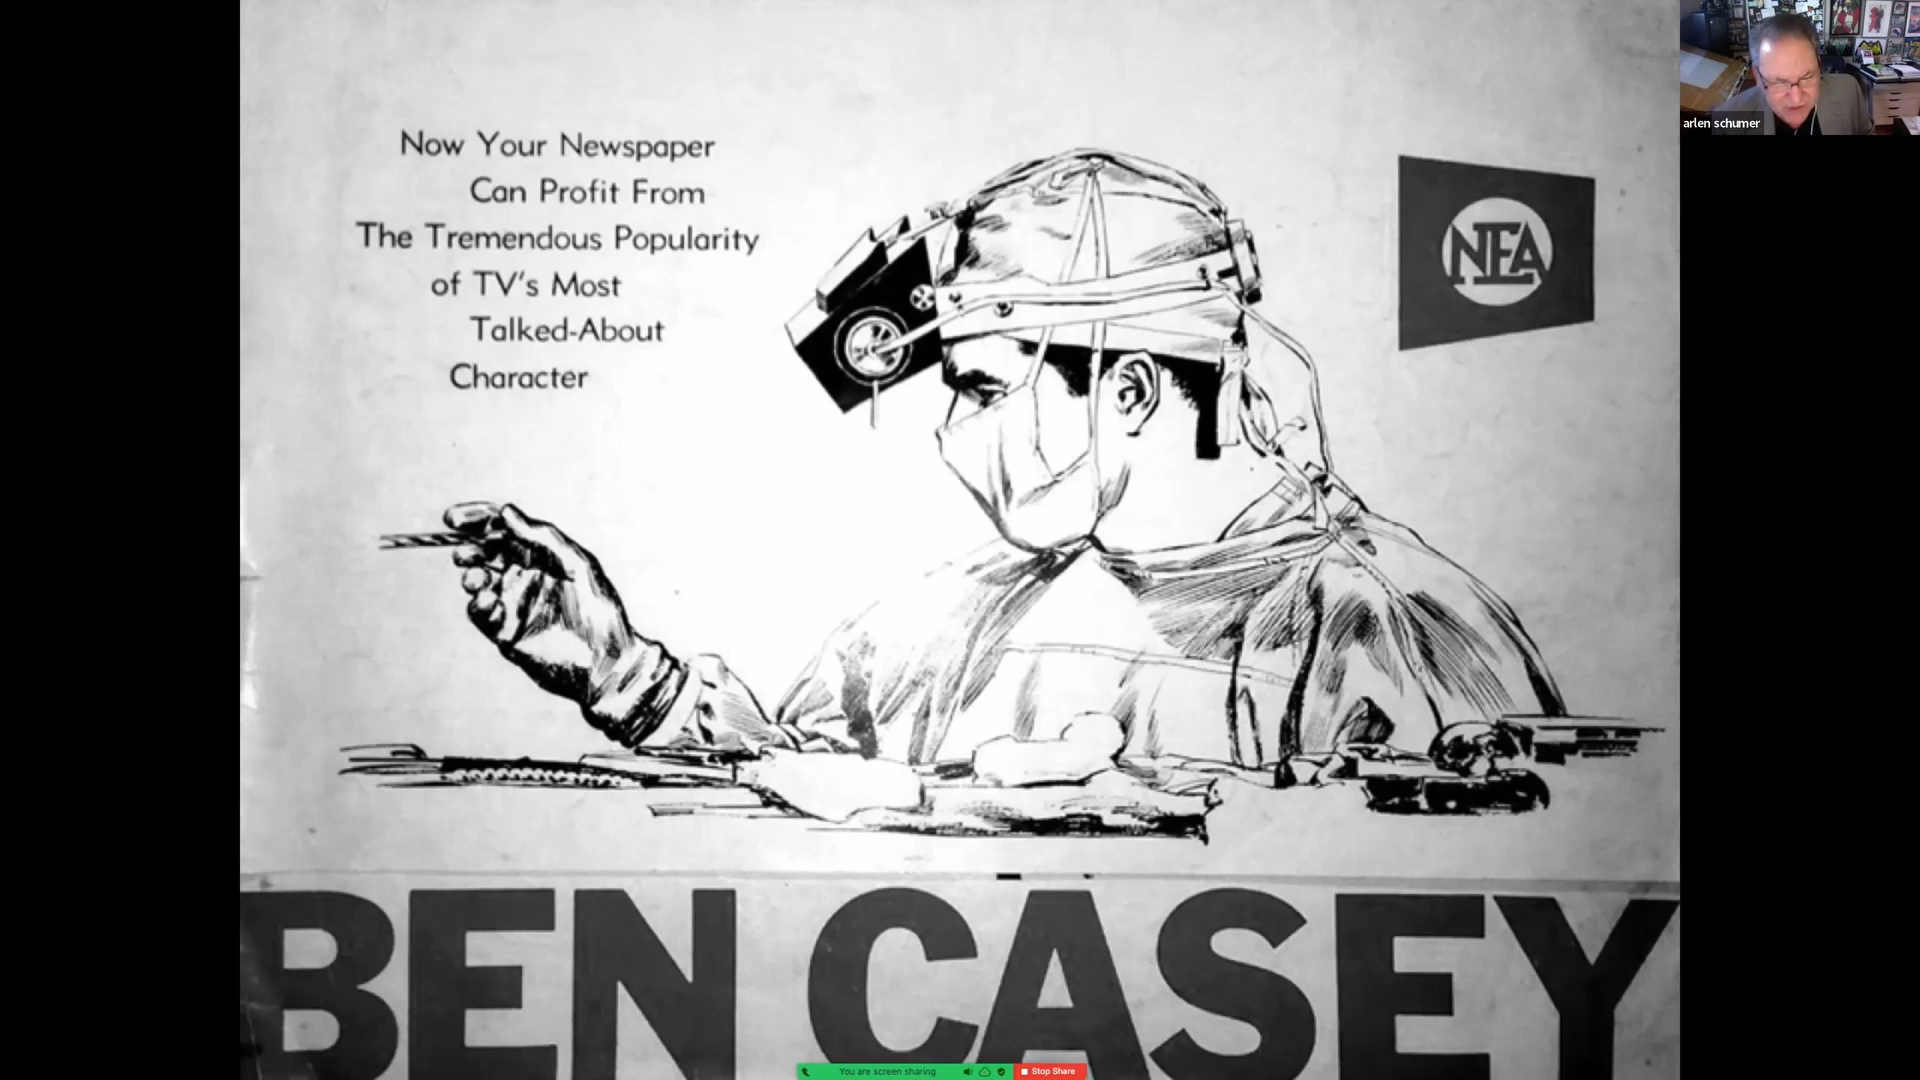 Now Your Newspaper
Can Profit From
The Tremendous Popularity
of TV's Most
Talked-About
Character
NEA
BEN CASEY
arlen schumer
You are screen sharing
Stop Share